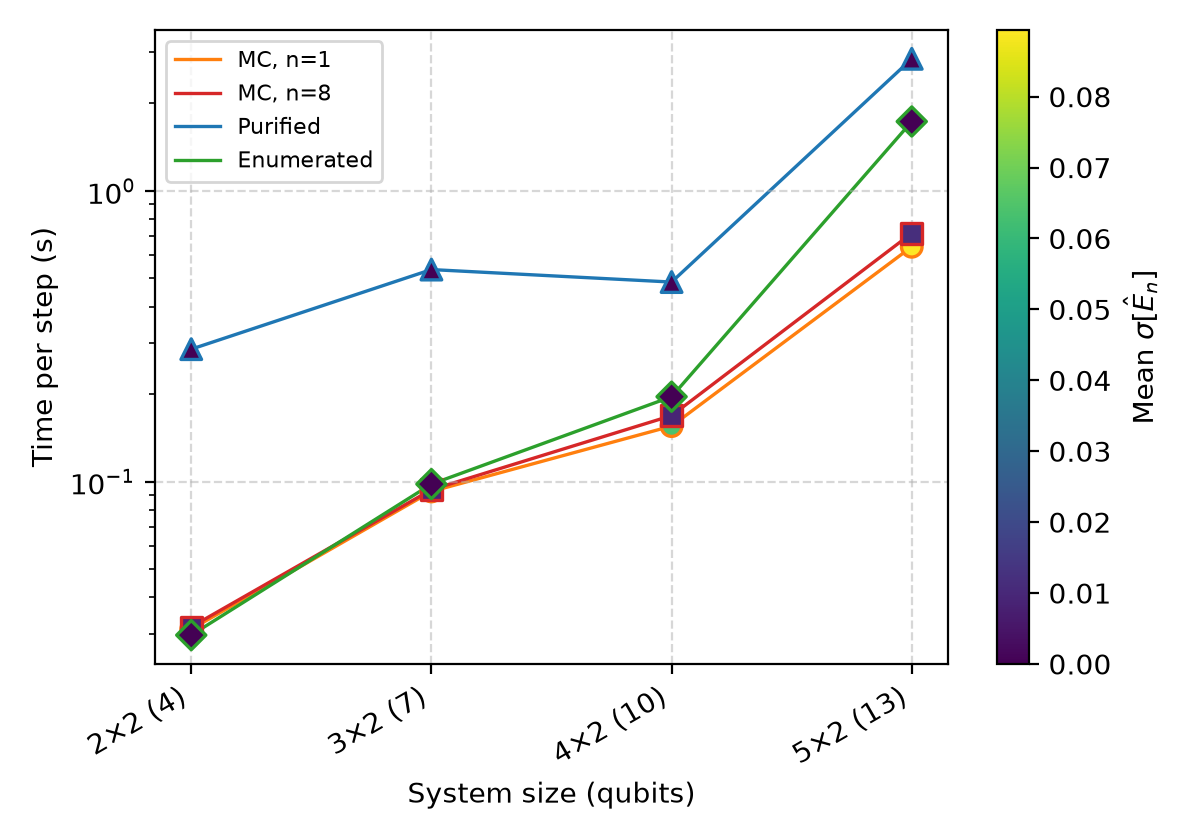 MC, n=1
MC, n=8
Purified
Enumerated
10⁰
10⁻¹
Time per step (s)
2×2 (4)
3×2 (7)
4×2 (10)
5×2 (13)
System size (qubits)
0.08
0.07
0.06
0.05
0.04
0.03
0.02
0.01
0.00
Mean σ[Êₙ]